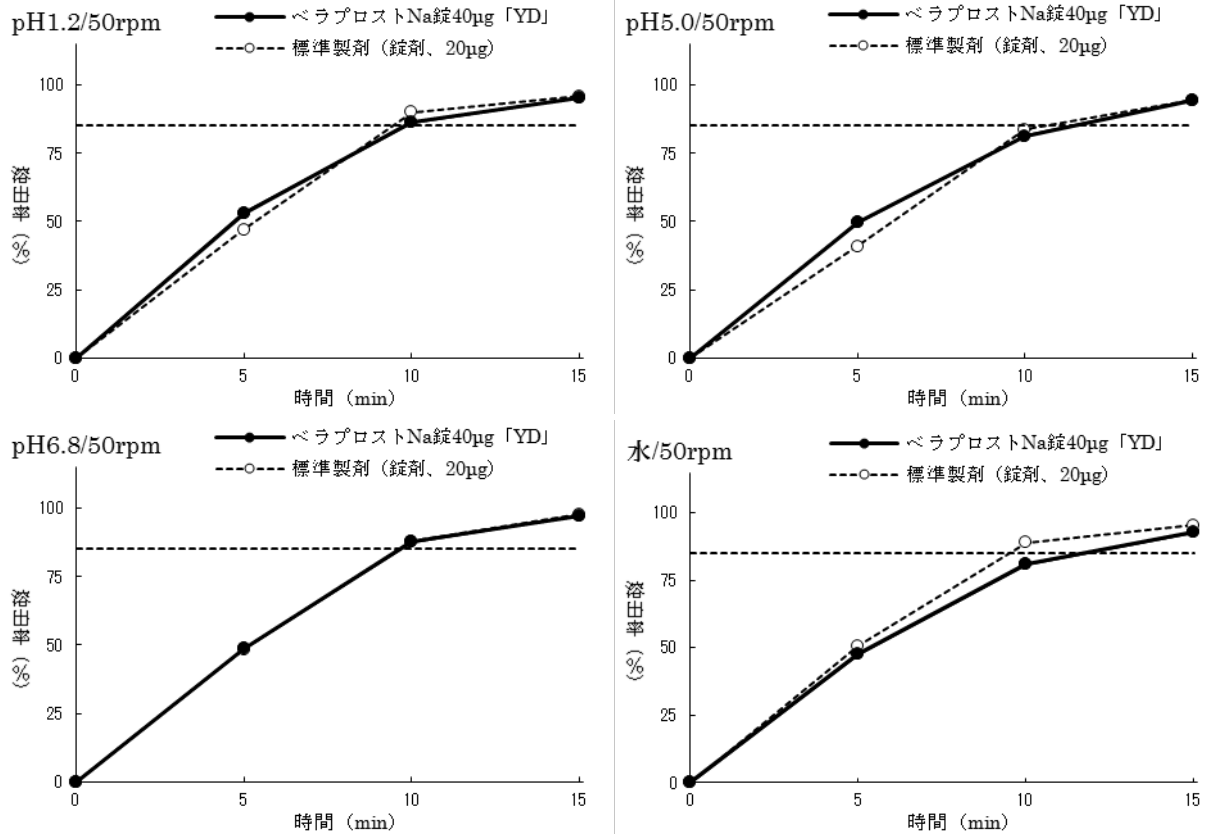 pH1.2/50rpm
ベラプロストNa錠40µg「YD」
標準製剤（錠剤、20µg）
100
75
50
25
0
溶出率（%）
0 5 10 15
時間（min）
pH5.0/50rpm
ベラプロストNa錠40µg「YD」
標準製剤（錠剤、20µg）
100
75
50
25
0
溶出率（%）
0 5 10 15
時間（min）
pH6.8/50rpm
ベラプロストNa錠40µg「YD」
標準製剤（錠剤、20µg）
100
75
50
25
0
溶出率（%）
0 5 10 15
時間（min）
水/50rpm
ベラプロストNa錠40µg「YD」
標準製剤（錠剤、20µg）
100
75
50
25
0
溶出率（%）
0 5 10 15
時間（min）